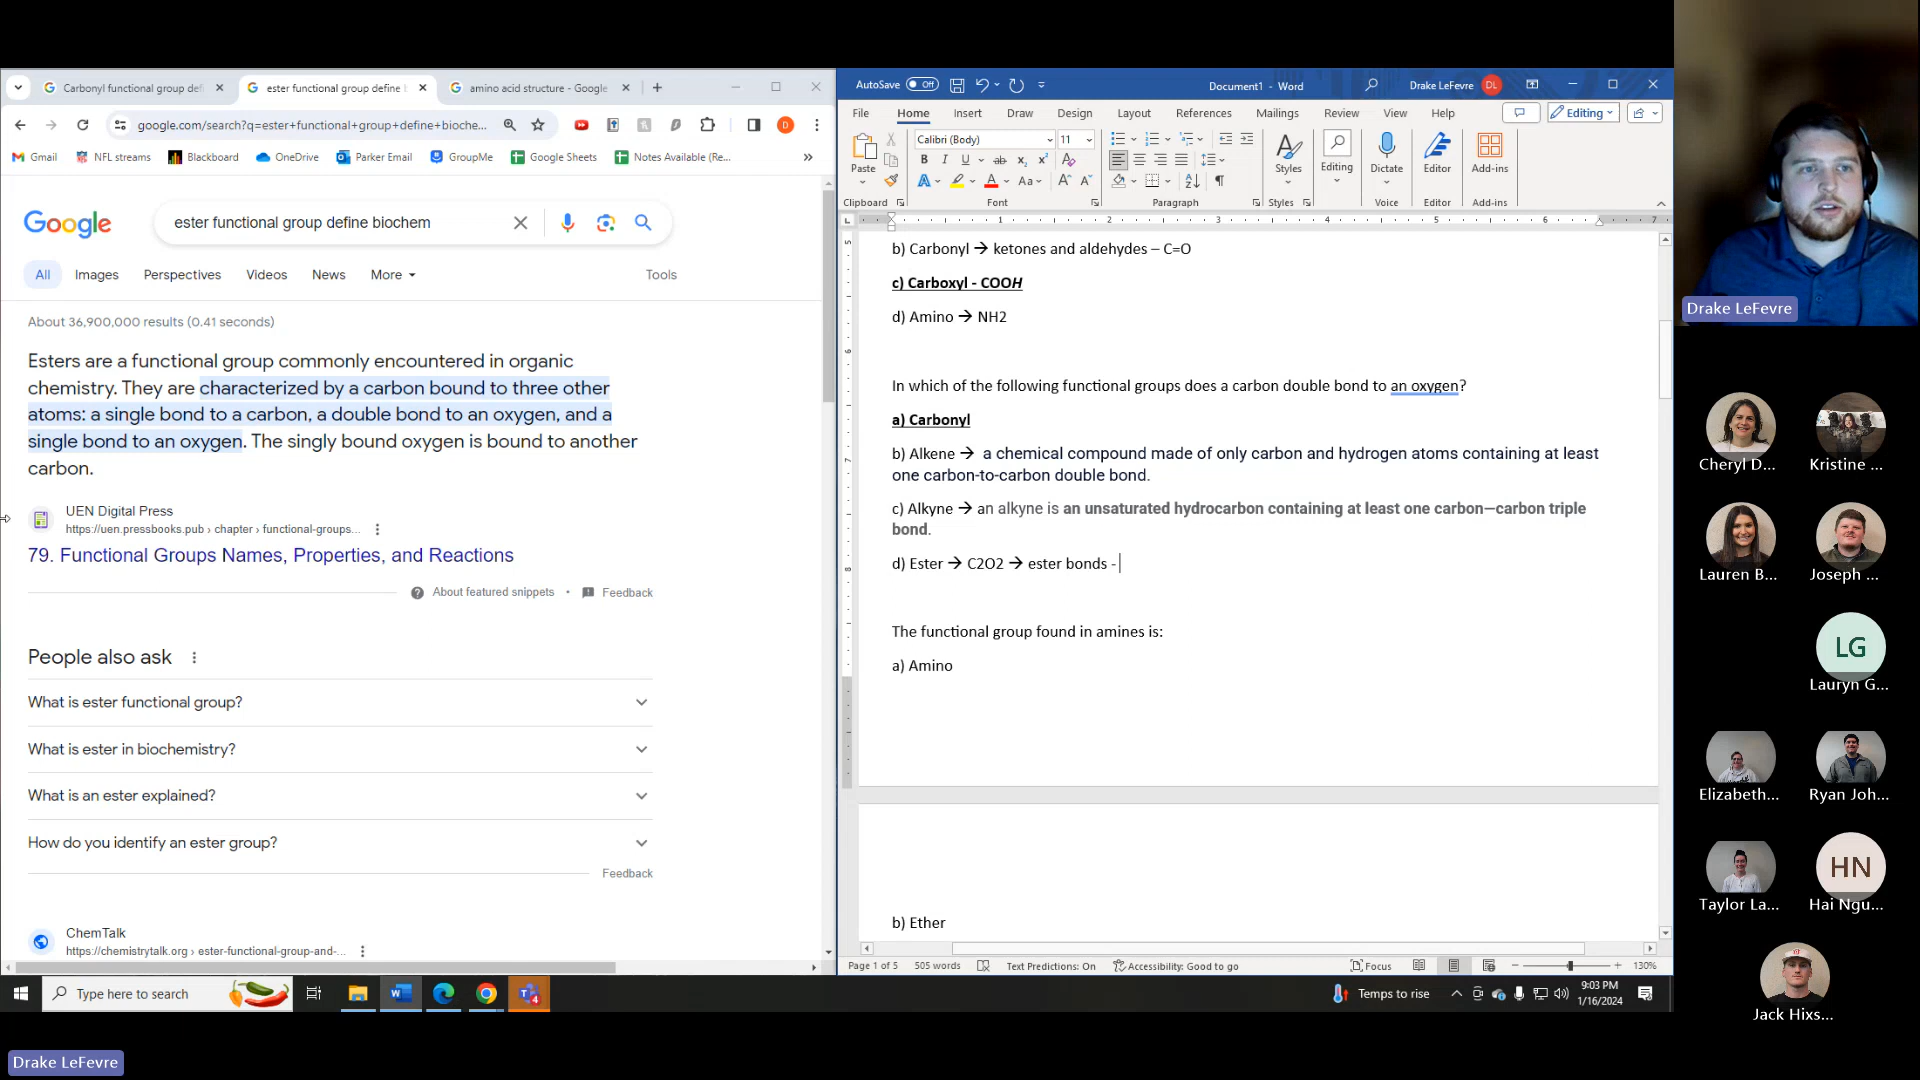 Carbonyl functional group def
ester functional group define b
amino acid structure - Google
google.com/search?q=ester+functional+group+define+bioche...
Gmail
NFL streams
Blackboard
OneDrive
Parker Email
GroupMe
Google Sheets
Notes Available (Re...
Google
ester functional group define biochem
All
Images
Perspectives
Videos
News
More
Tools
About 36,900,000 results (0.41 seconds)
Esters are a functional group commonly encountered in organic
chemistry. They are characterized by a carbon bound to three other
atoms: a single bond to a carbon, a double bond to an oxygen, and a
single bond to an oxygen. The singly bound oxygen is bound to another
carbon.
UEN Digital Press
https://uen.pressbooks.pub › chapter › functional-groups...
79. Functional Groups Names, Properties, and Reactions
About featured snippets • Feedback
People also ask
What is ester functional group?
What is ester in biochemistry?
What is an ester explained?
How do you identify an ester group?
Feedback
ChemTalk
https://chemistrytalk.org › ester-functional-group-and-...
AutoSave Off
Document1 - Word
Drake LeFevre DL
File
Home
Insert
Draw
Design
Layout
References
Mailings
Review
View
Help
Editing
Paste
Calibri (Body)
11
Styles
Editing
Dictate
Editor
Add-ins
Clipboard
Font
Paragraph
Styles
Voice
Editor
Add-ins
1 2 3 4 5 6 7
b) Carbonyl → ketones and aldehydes – C=O
c) Carboxyl - COOH
d) Amino → NH2
In which of the following functional groups does a carbon double bond to an oxygen?
a) Carbonyl
b) Alkene → a chemical compound made of only carbon and hydrogen atoms containing at least
one carbon-to-carbon double bond.
c) Alkyne → an alkyne is an unsaturated hydrocarbon containing at least one carbon—carbon triple
bond.
d) Ester → C2O2 → ester bonds -
The functional group found in amines is:
a) Amino
b) Ether
Page 1 of 5
505 words
Text Predictions: On
Accessibility: Good to go
Focus
130%
Type here to search
Temps to rise
9:03 PM
1/16/2024
Drake LeFevre
Cheryl D...
Kristine ...
Lauren B...
Joseph ...
LG
Lauryn G...
Elizabeth...
Ryan Joh...
Taylor La...
HN
Hai Ngu...
Jack Hixs...
Drake LeFevre